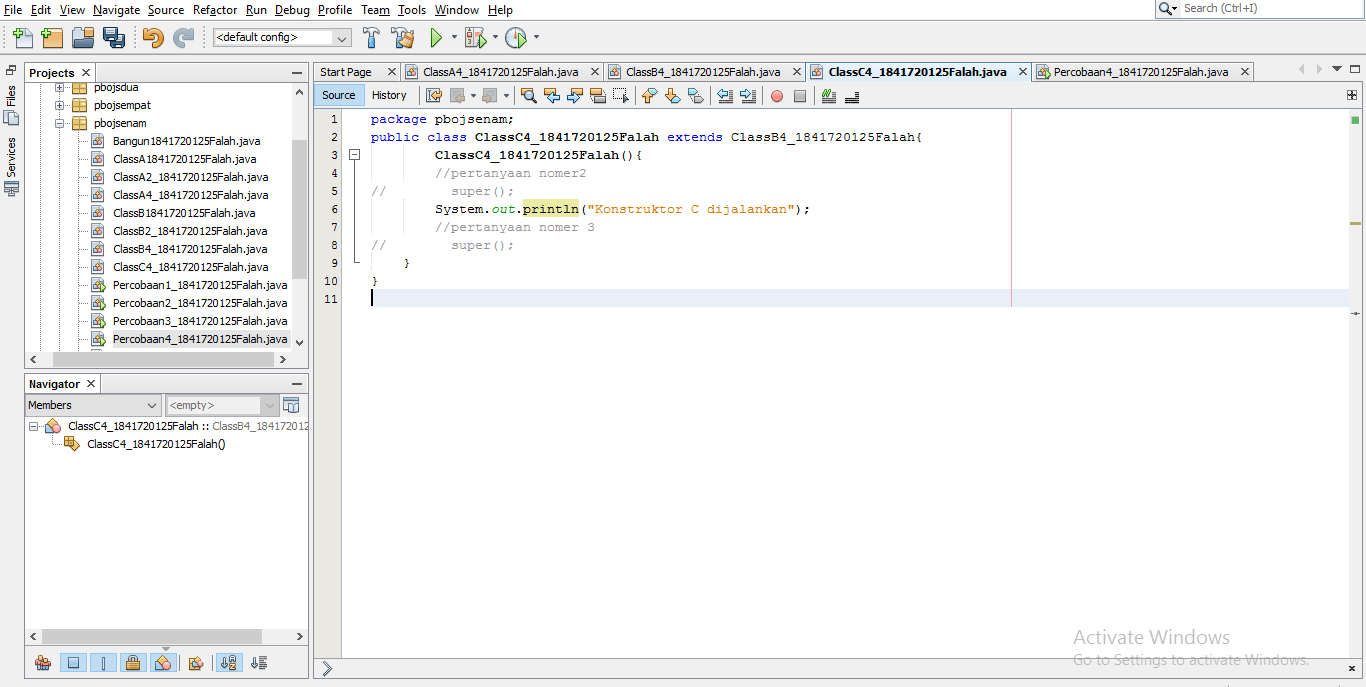 File Edit View Navigate Source Refactor Run Debug Profile Team Tools Window Help
Search (Ctrl+I)
<default config>
Files
Services
Projects
pbojsdua
pbojsempat
pbojsenam
Bangun1841720125Falah.java
ClassA1841720125Falah.java
ClassA2_1841720125Falah.java
ClassA4_1841720125Falah.java
ClassB1841720125Falah.java
ClassB2_1841720125Falah.java
ClassB4_1841720125Falah.java
ClassC4_1841720125Falah.java
Percobaan1_1841720125Falah.java
Percobaan2_1841720125Falah.java
Percobaan3_1841720125Falah.java
Percobaan4_1841720125Falah.java
Navigator
Members
<empty>
ClassC4_1841720125Falah :: ClassB4_184172012
ClassC4_1841720125Falah()
Start Page ClassA4_1841720125Falah.java ClassB4_1841720125Falah.java ClassC4_1841720125Falah.java Percobaan4_1841720125Falah.java
Source History
1 package pbojsenam;
2 public class ClassC4_1841720125Falah extends ClassB4_1841720125Falah{
3 ClassC4_1841720125Falah(){
4 //pertanyaan nomer2
5 // super();
6 System.out.println("Konstruktor C dijalankan");
7 //pertanyaan nomer 3
8 // super();
9 }
10 }
11
Activate Windows
Go to Settings to activate Windows.